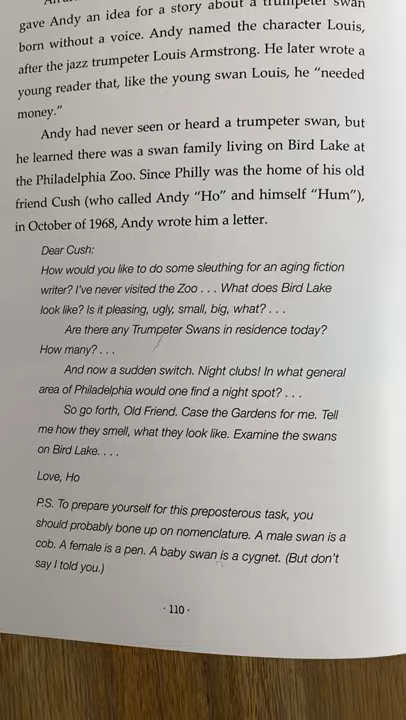 gave Andy an idea for a story about a trumpeter swan
born without a voice. Andy named the character Louis,
after the jazz trumpeter Louis Armstrong. He later wrote a
young reader that, like the young swan Louis, he “needed
money.”
Andy had never seen or heard a trumpeter swan, but
he learned there was a swan family living on Bird Lake at
the Philadelphia Zoo. Since Philly was the home of his old
friend Cush (who called Andy “Ho” and himself “Hum”),
in October of 1968, Andy wrote him a letter.
Dear Cush:
How would you like to do some sleuthing for an aging fiction
writer? I’ve never visited the Zoo . . . What does Bird Lake
look like? Is it pleasing, ugly, small, big, what? . . .
Are there any Trumpeter Swans in residence today?
How many? . . .
And now a sudden switch. Night clubs! In what general
area of Philadelphia would one find a night spot? . . .
So go forth, Old Friend. Case the Gardens for me. Tell
me how they smell, what they look like. Examine the swans
on Bird Lake. . . .
Love, Ho
P.S. To prepare yourself for this preposterous task, you
should probably bone up on nomenclature. A male swan is a
cob. A female is a pen. A baby swan is a cygnet. (But don’t
say I told you.)
· 110 ·